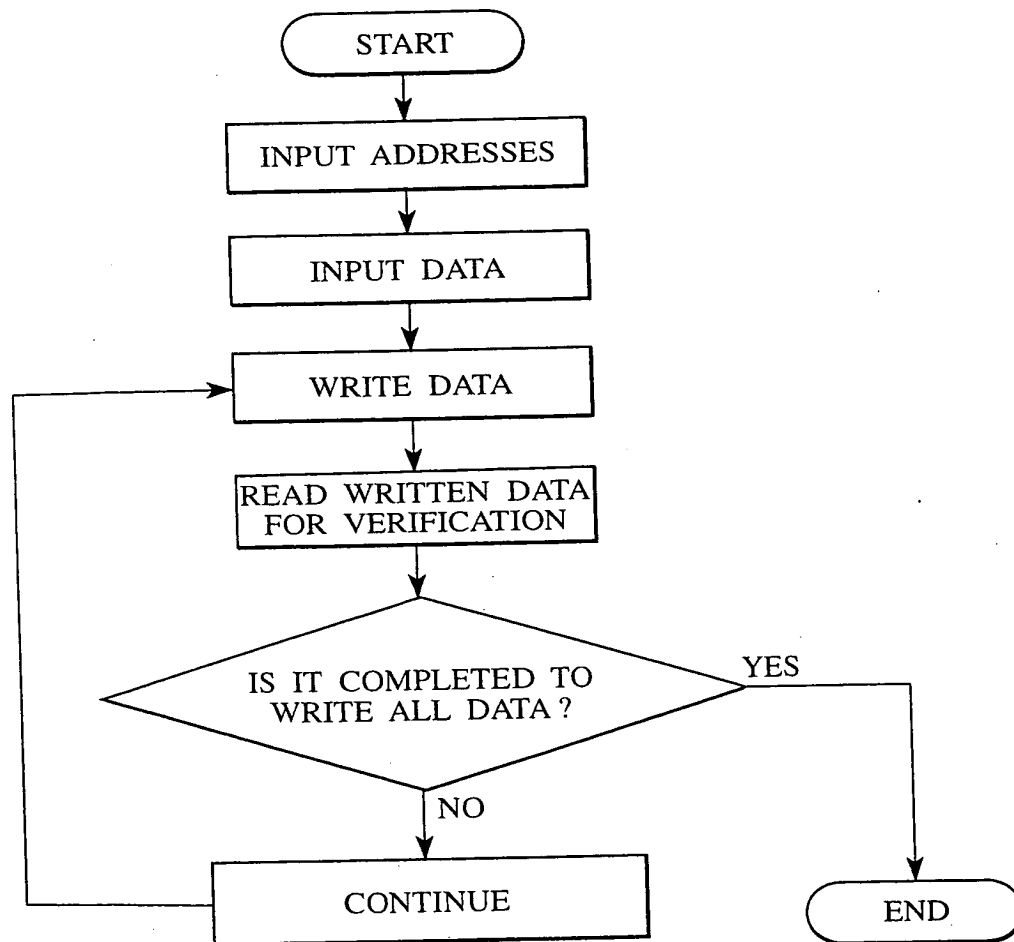 START
INPUT ADDRESSES
INPUT DATA
WRITE DATA
READ WRITTEN DATA
FOR VERIFICATION
IS IT COMPLETED TO
WRITE ALL DATA?
YES
NO
CONTINUE
END